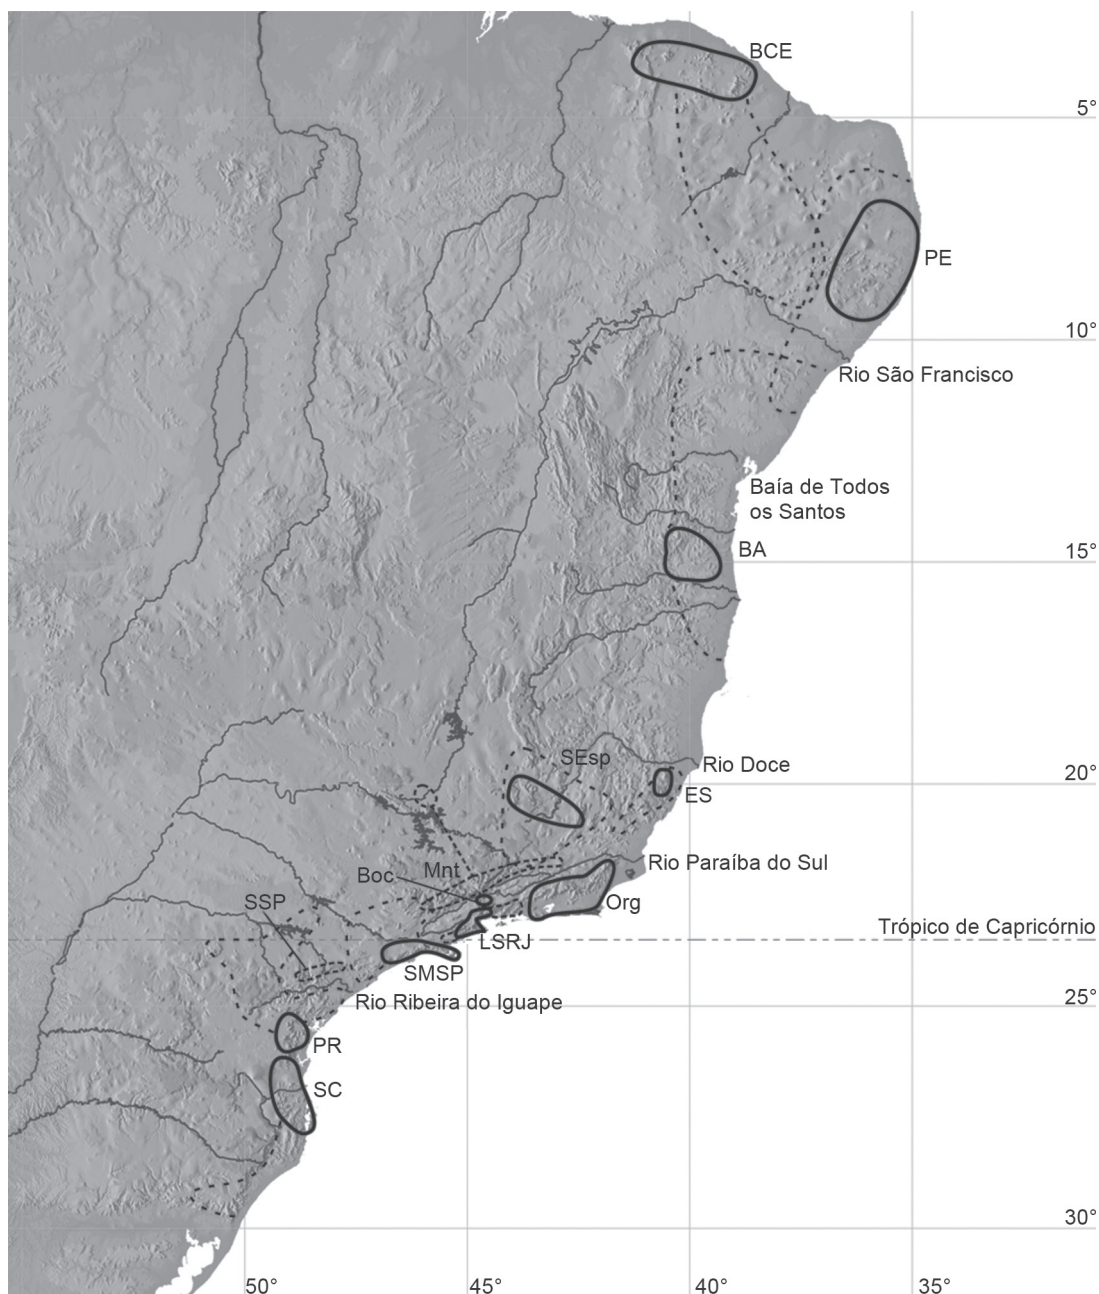 BCE
5°
PE
10°
Rio São Francisco
Baía de Todos
os Santos
BA
15°
SEsp
Rio Doce
20°
ES
Rio Paraíba do Sul
Mnt
Boc
SSP
Org
Trópico de Capricórnio
LSRJ
SMSP
25°
Rio Ribeira do Iguape
PR
SC
30°
50°
45°
40°
35°